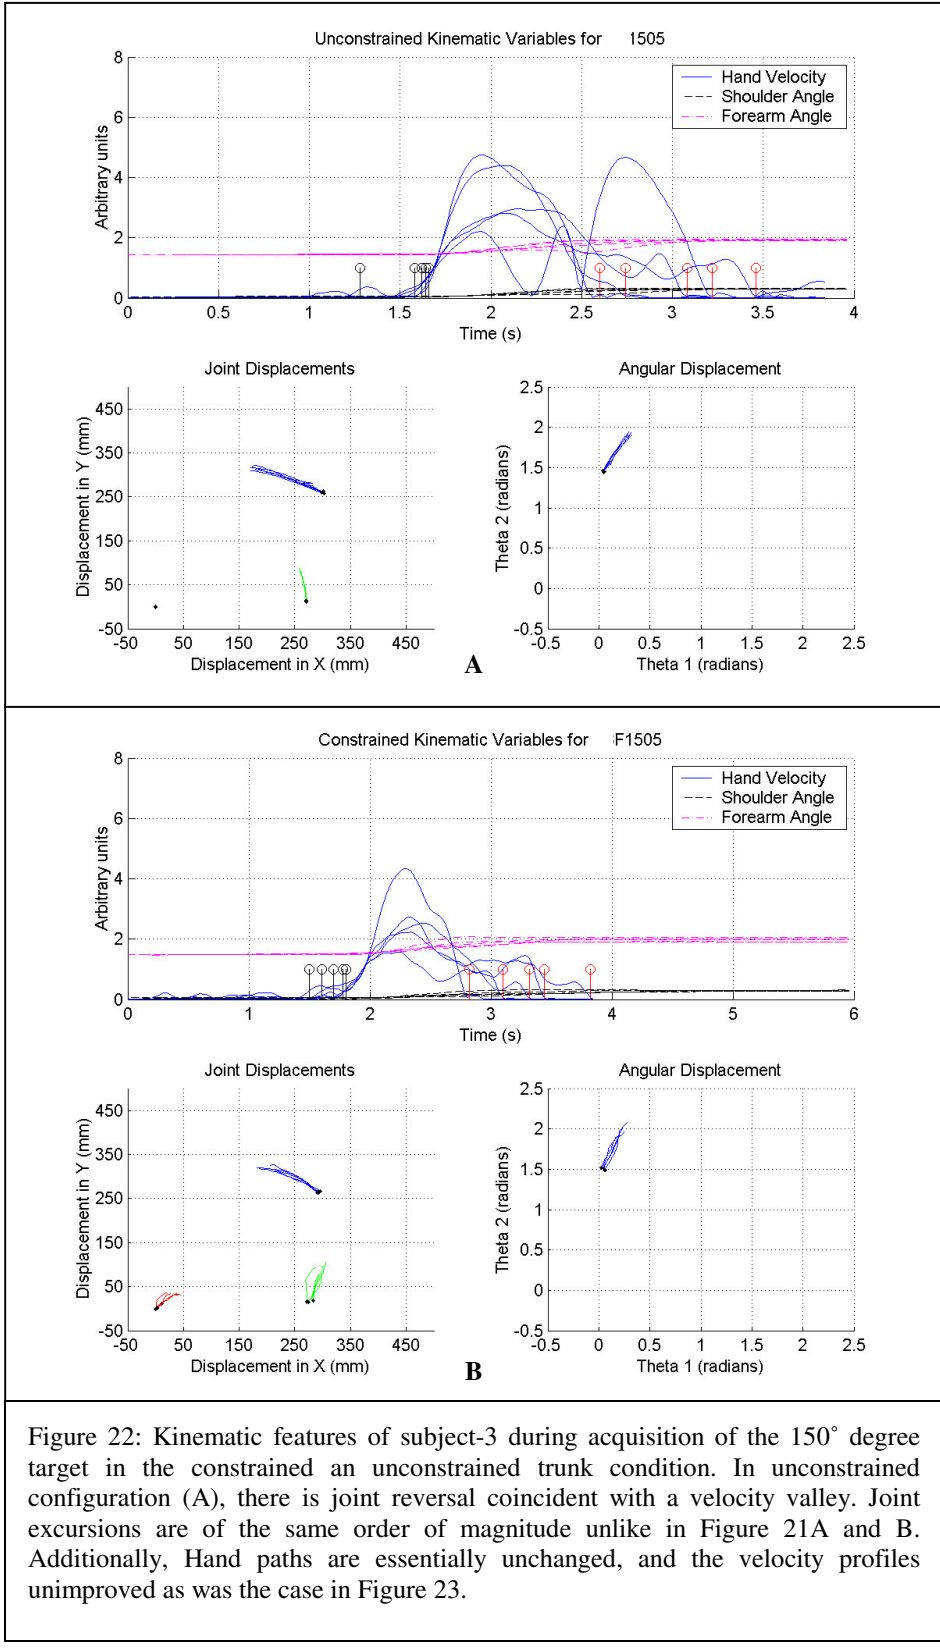 Unconstrained Kinematic Variables for 1505
8
6
4
2
0
Arbitrary units
Hand Velocity
Shoulder Angle
Forearm Angle
0 0.5 1 1.5 2 2.5 3 3.5 4
Time (s)
Joint Displacements
450
350
250
150
50
-50
Displacement in Y (mm)
-50 50 150 250 350 450
Displacement in X (mm)
Angular Displacement
2.5
2
1.5
1
0.5
0
-0.5
Theta 2 (radians)
-0.5 0 0.5 1 1.5 2 2.5
Theta 1 (radians)
A
Constrained Kinematic Variables for F1505
8
6
4
2
0
Arbitrary units
Hand Velocity
Shoulder Angle
Forearm Angle
0 1 2 3 4 5 6
Time (s)
Joint Displacements
450
350
250
150
50
-50
Displacement in Y (mm)
-50 50 150 250 350 450
Displacement in X (mm)
Angular Displacement
2.5
2
1.5
1
0.5
0
-0.5
Theta 2 (radians)
-0.5 0 0.5 1 1.5 2 2.5
Theta 1 (radians)
B
Figure 22: Kinematic features of subject-3 during acquisition of the 150˚ degree
target in the constrained an unconstrained trunk condition. In unconstrained
configuration (A), there is joint reversal coincident with a velocity valley. Joint
excursions are of the same order of magnitude unlike in Figure 21A and B.
Additionally, Hand paths are essentially unchanged, and the velocity profiles
unimproved as was the case in Figure 23.